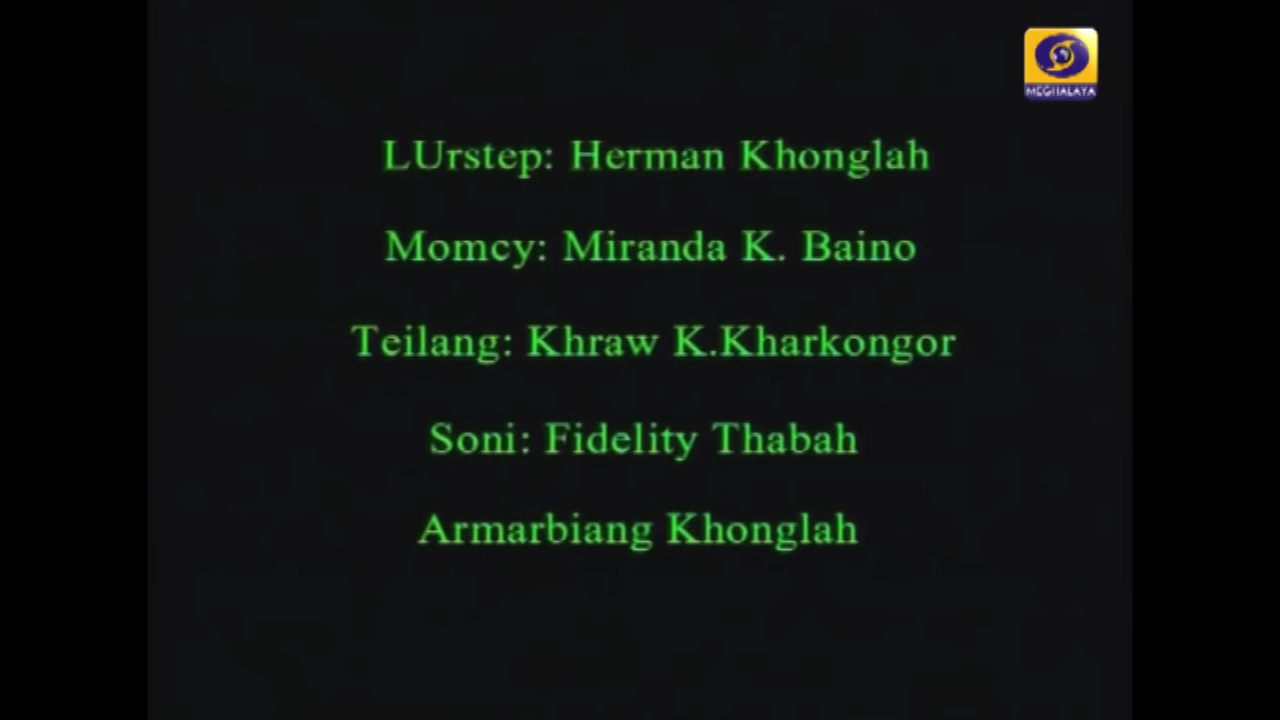 MEGHALAYA
LUrstep: Herman Khonglah
Momcy: Miranda K. Baino
Teilang: Khraw K.Kharkongor
Soni: Fidelity Thabah
Armarbiang Khonglah